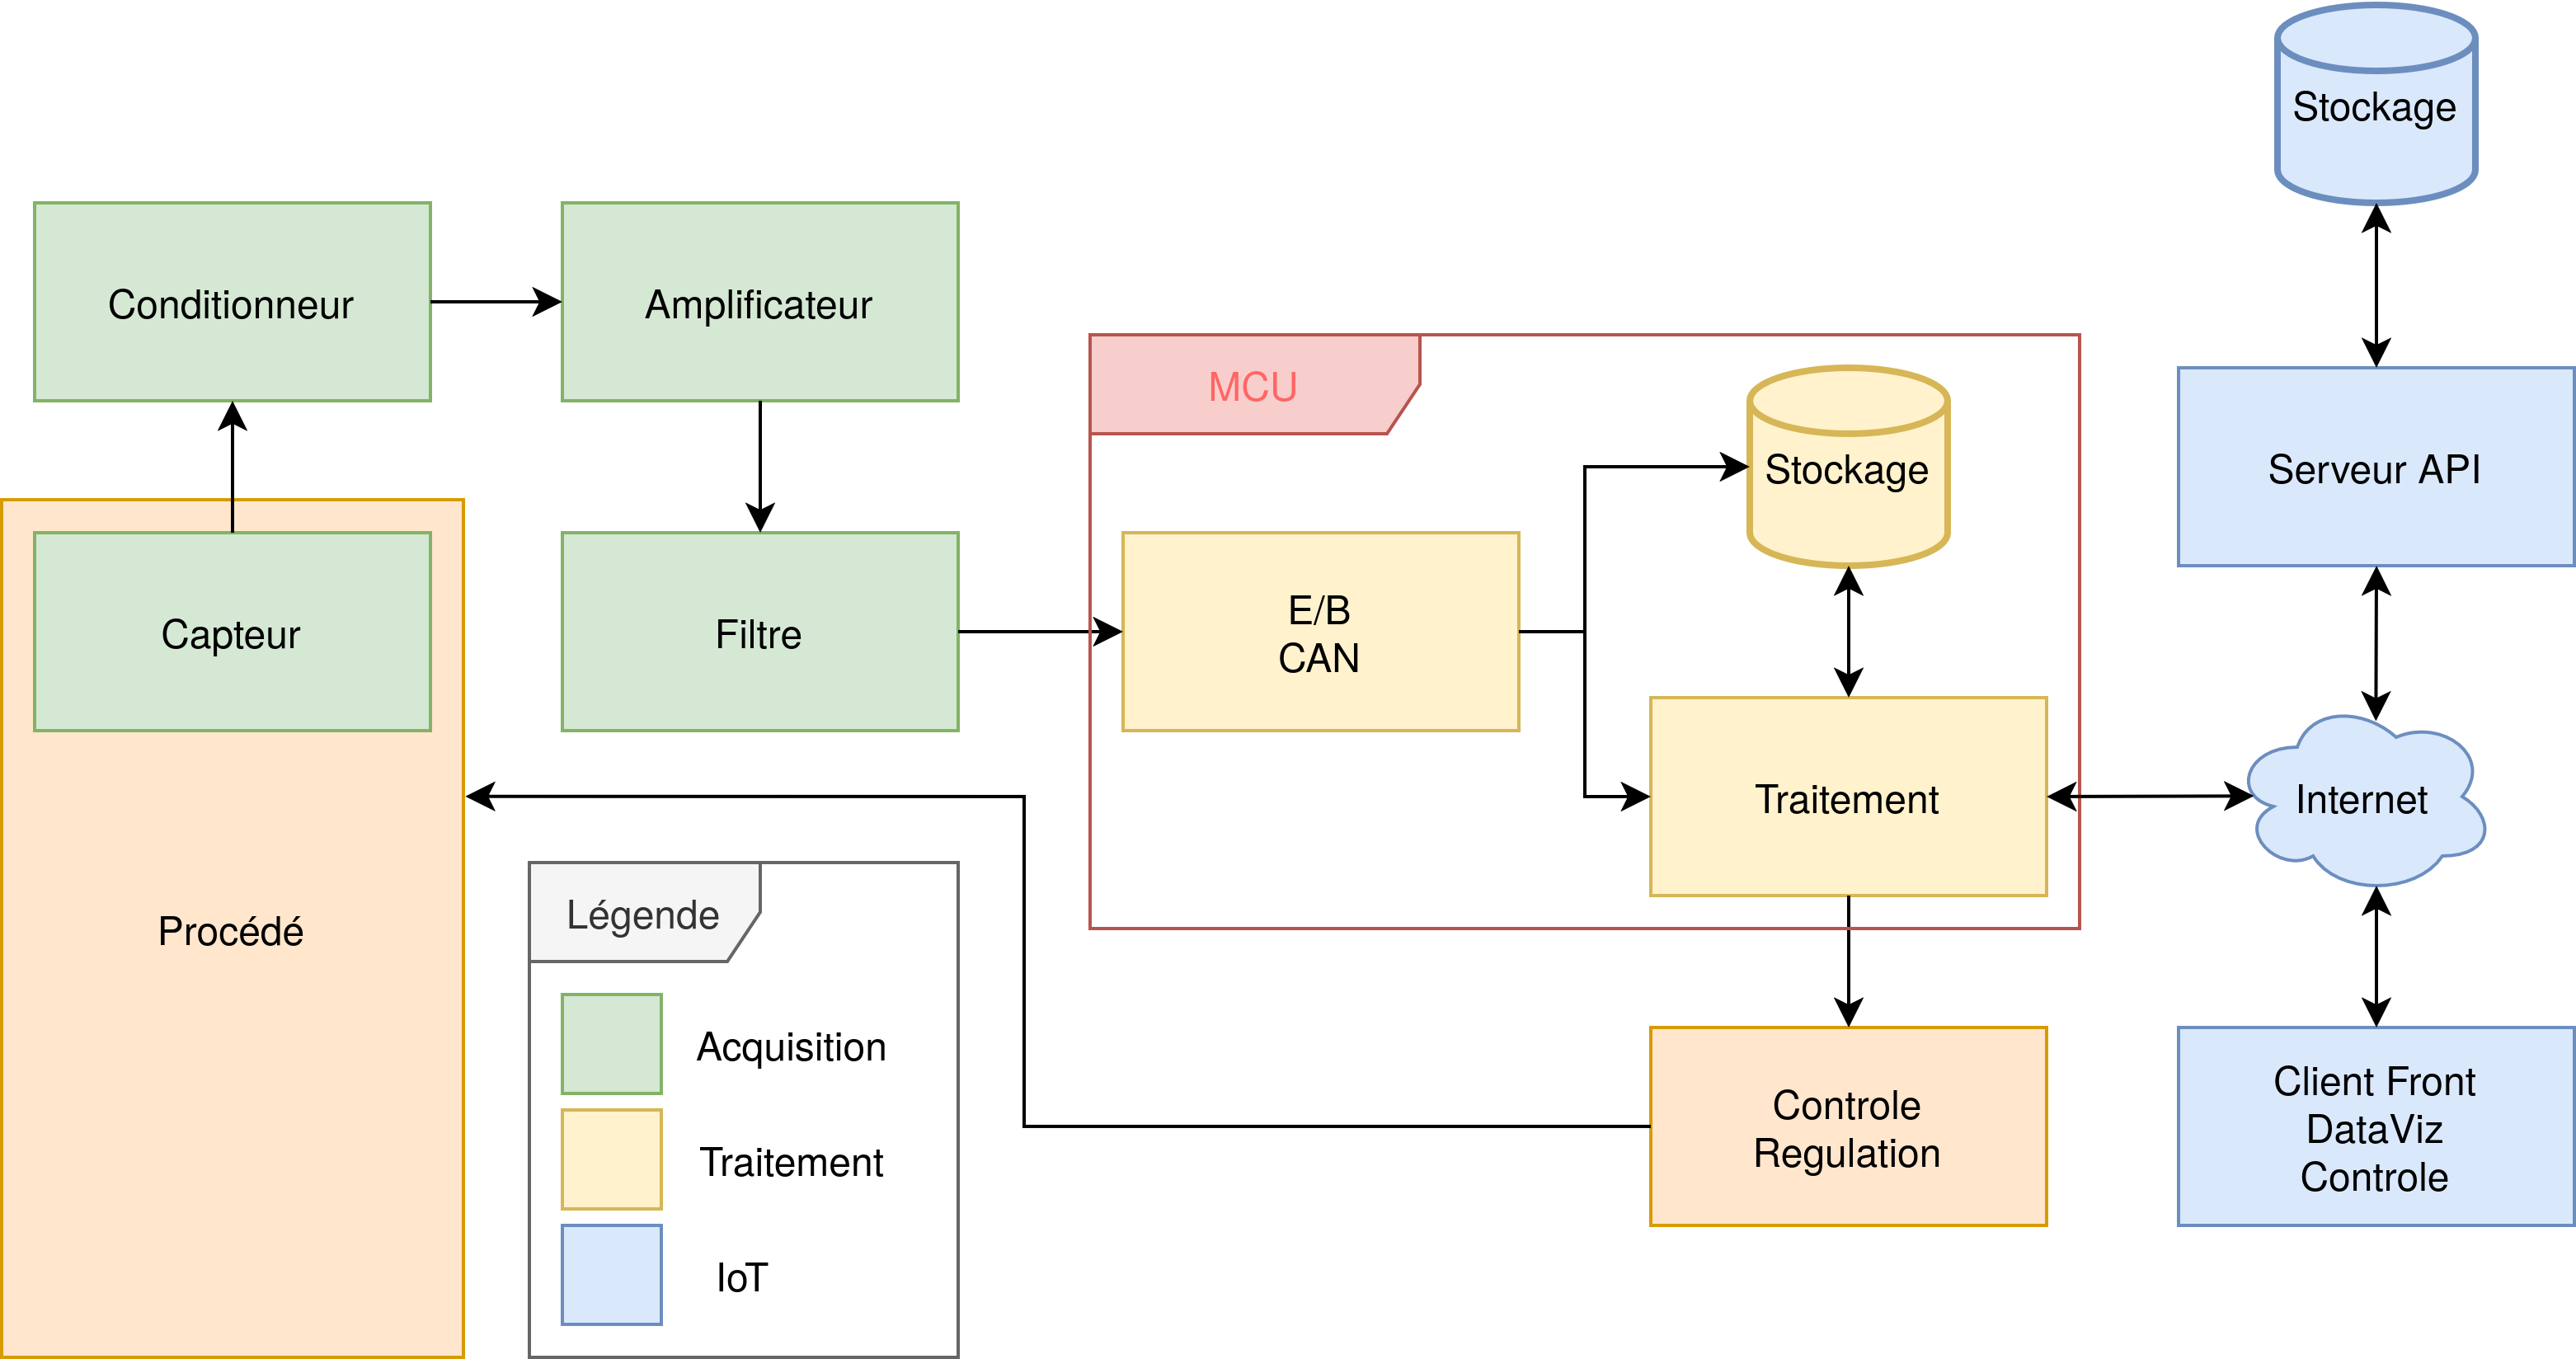 Stockage
Conditionneur
Amplificateur
MCU
Stockage
Serveur API
Capteur
Filtre
E/B
CAN
Traitement
Internet
Procédé
Légende
Acquisition
Traitement
IoT
Controle
Regulation
Client Front
DataViz
Controle